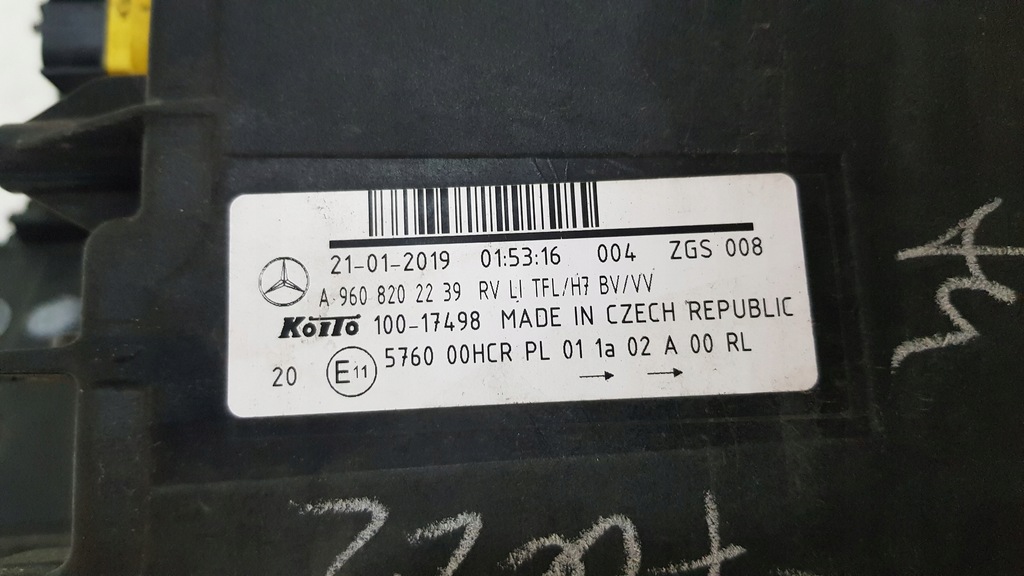 21-01-2019 01:53:16 004 ZGS 008
A 960 820 22 39 RV LI TFL/H7 BV/VV
KOITO 100-17498 MADE IN CZECH REPUBLIC
20 E11 5760 00HCR PL 01 1a 02 A 00 RL